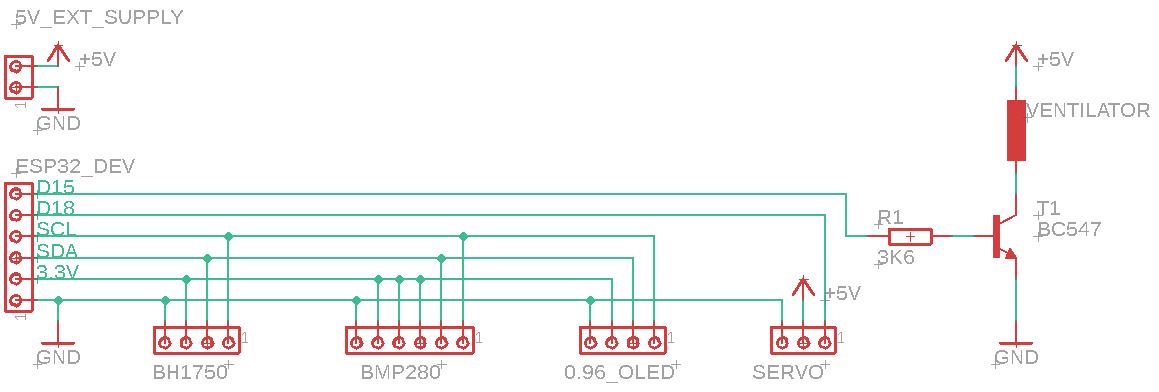 5V_EXT_SUPPLY
+5V
1
GND
ESP32_DEV
D15
D18
SCL
SDA
3.3V
1
GND
BH1750
1
BMP280
1
0.96_OLED
1
SERVO
1
+5V
R1
3K6
+5V
VENTILATOR
T1
BC547
GND